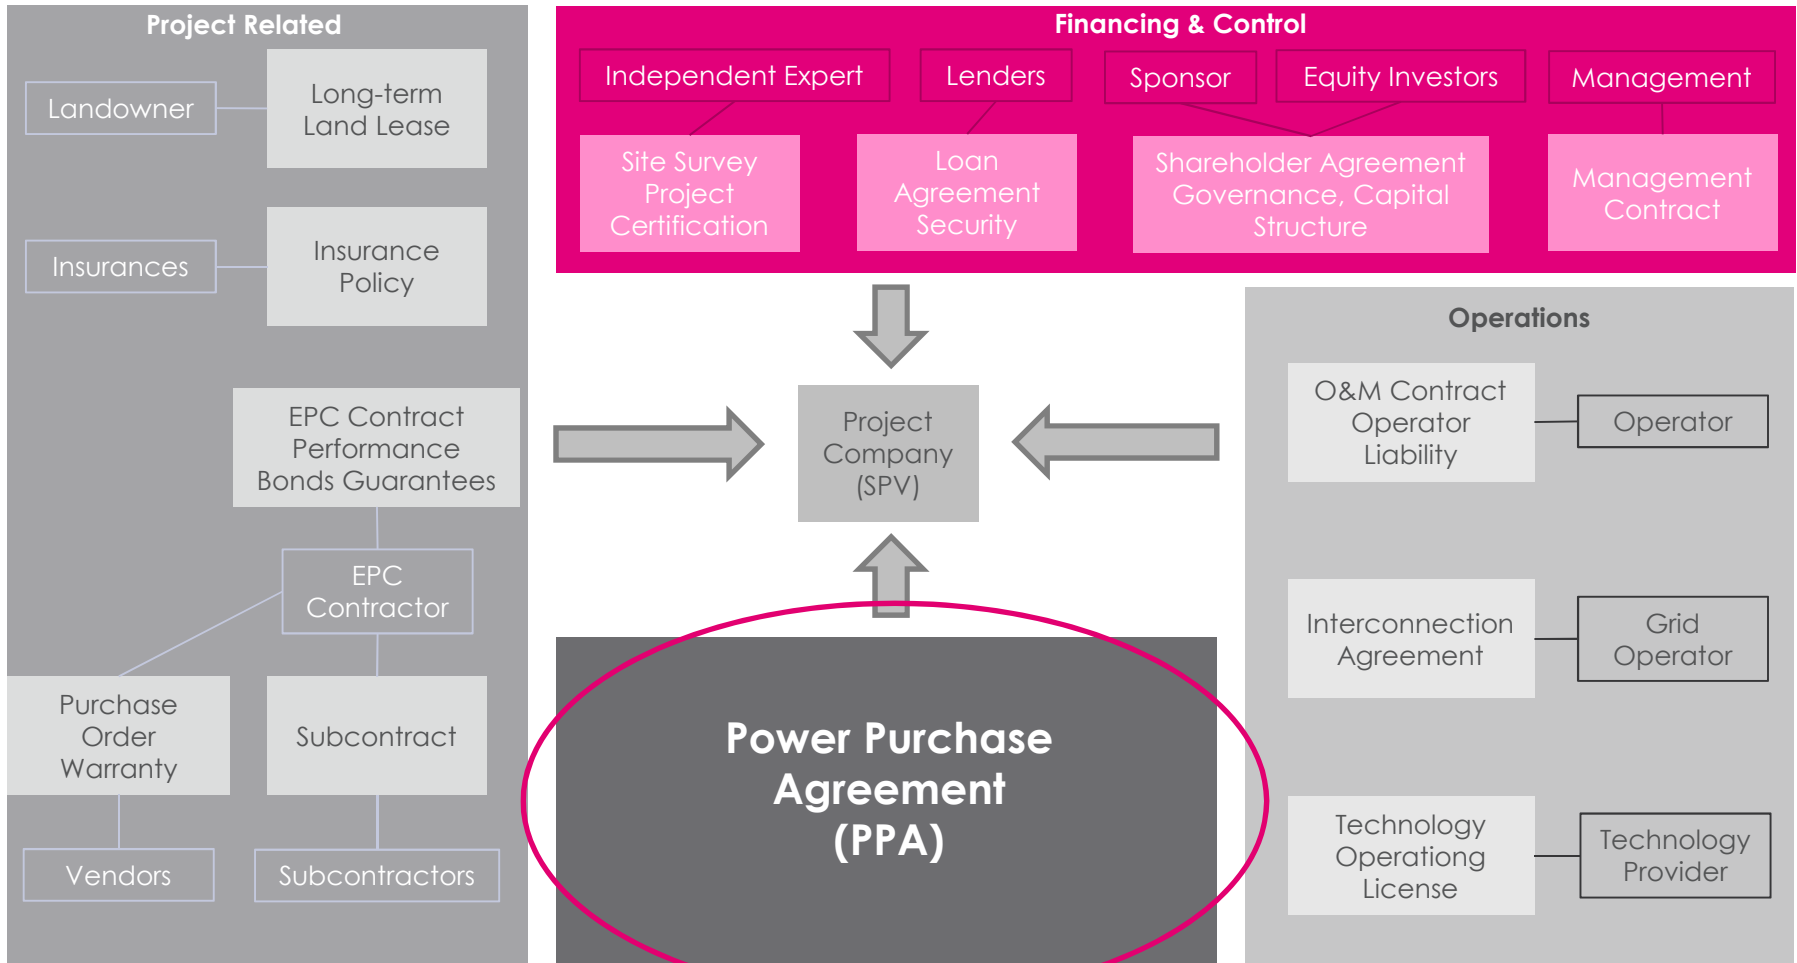 Project Related
Landowner
Long-term
Land Lease
Insurances
Insurance
Policy
EPC Contract
Performance
Bonds Guarantees
EPC
Contractor
Purchase
Order
Warranty
Subcontract
Vendors
Subcontractors
Financing & Control
Independent Expert
Lenders
Sponsor
Equity Investors
Management
Site Survey
Project
Certification
Loan
Agreement
Security
Shareholder Agreement
Governance, Capital
Structure
Management
Contract
Project
Company
(SPV)
Power Purchase
Agreement
(PPA)
Operations
O&M Contract
Operator
Liability
Operator
Interconnection
Agreement
Grid
Operator
Technology
Operationg
License
Technology
Provider